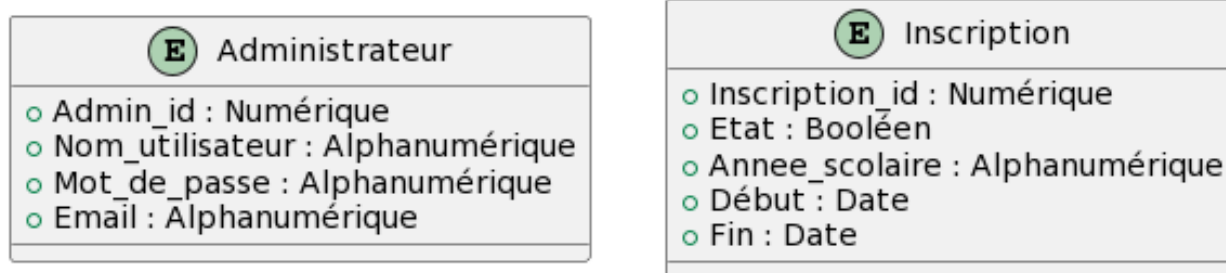 E Administrateur
Admin_id : Numérique
Nom_utilisateur : Alphanumérique
Mot_de_passe : Alphanumérique
Email : Alphanumérique
E Inscription
Inscription_id : Numérique
Etat : Booléen
Annee_scolaire : Alphanumérique
Début : Date
Fin : Date